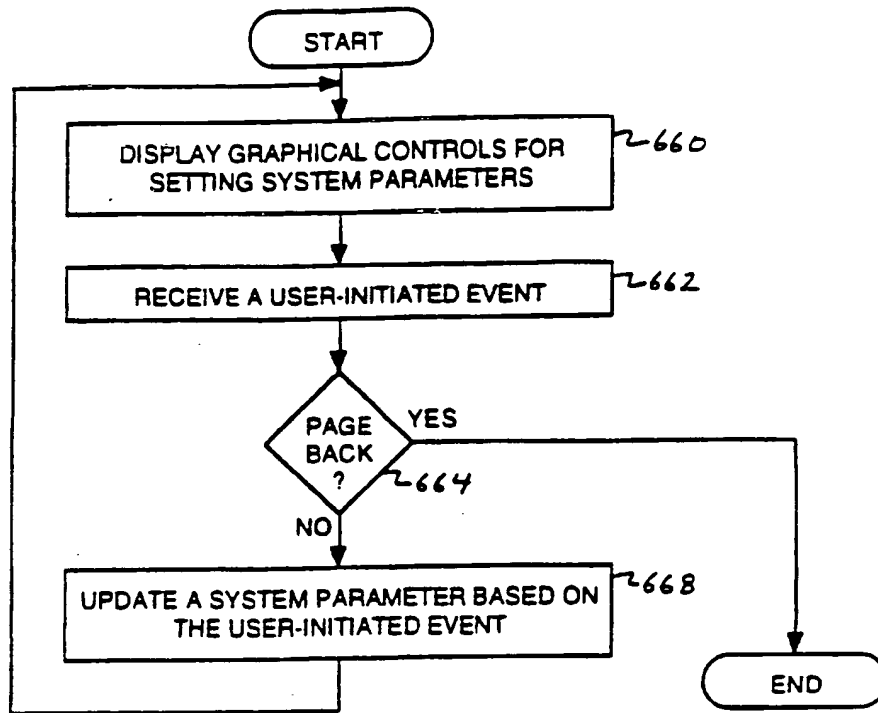 START
DISPLAY GRAPHICAL CONTROLS FOR
SETTING SYSTEM PARAMETERS
660
RECEIVE A USER-INITIATED EVENT
662
PAGE
BACK
?
YES
664
NO
UPDATE A SYSTEM PARAMETER BASED ON
THE USER-INITIATED EVENT
668
END